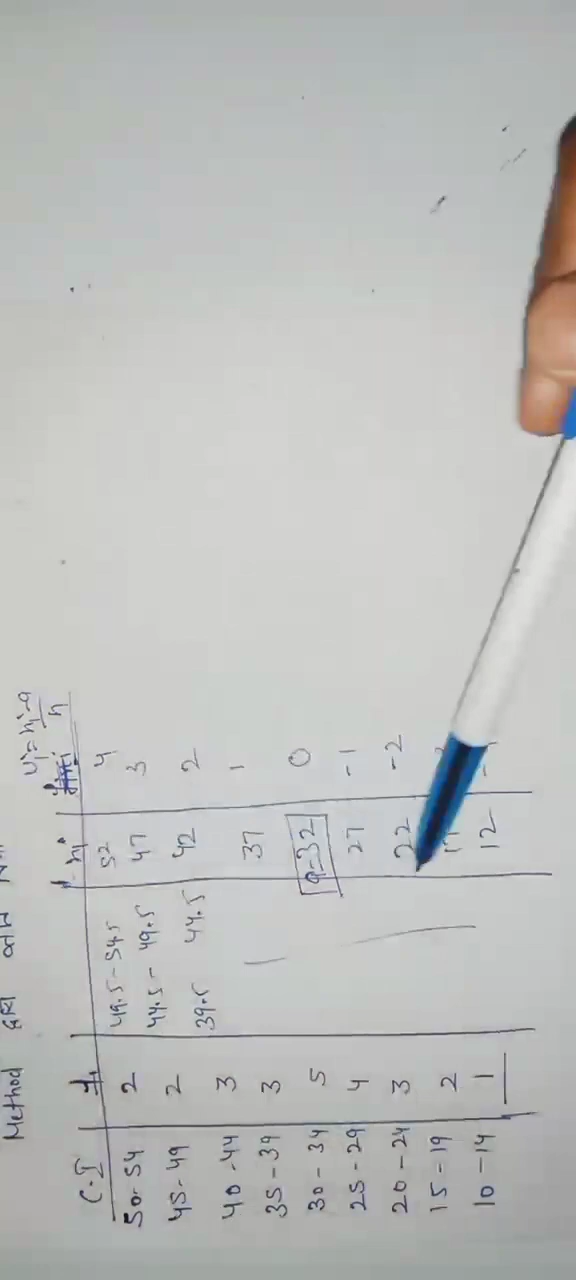 Method द्वारा
C.I f xi ui = xi-a/h
50-54 2 49.5-54.5 52 4
45-49 2 44.5-49.5 47 3
40-44 3 39.5 44.5 42 2
35-39 3 37 1
30-34 5 a=32 0
25-29 4 27 -1
20-24 3 22 -2
15-19 2
10-14 1 12